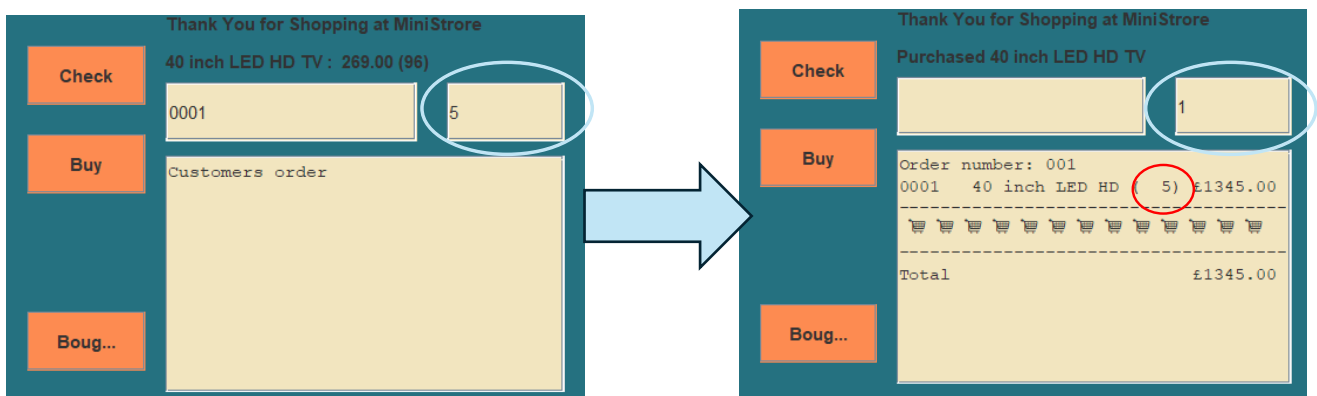 Thank You for Shopping at MiniStrore
40 inch LED HD TV : 269.00 (96)
Check
0001
5
Buy
Customers order
Boug...
Thank You for Shopping at MiniStrore
Purchased 40 inch LED HD TV
Check
1
Buy
Order number: 001
0001 40 inch LED HD ( 5) £1345.00
------------------------------------------
------------------------------------------
Total £1345.00
Boug...